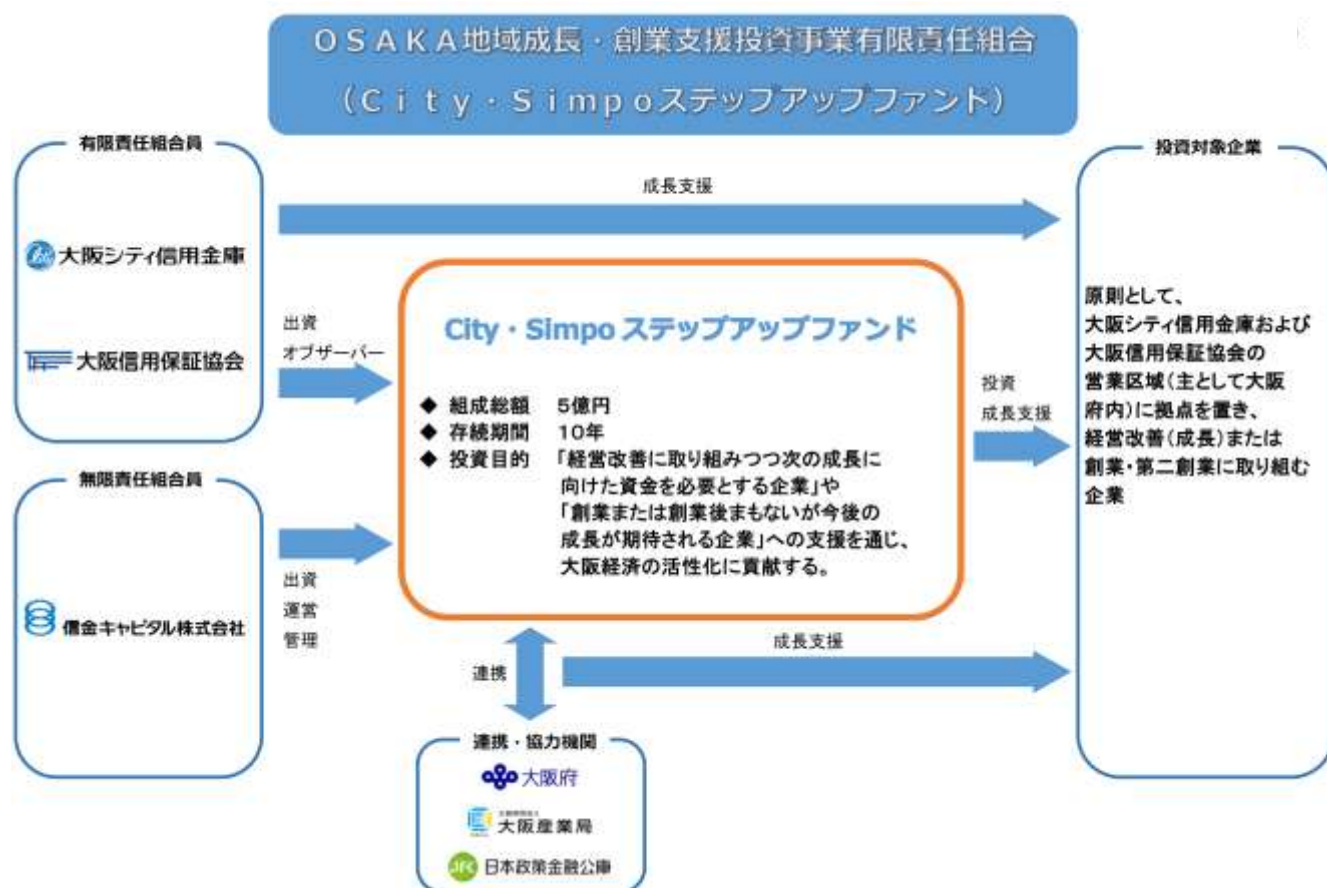 OSAKA地域成長・創業支援投資事業有限責任組合
(City・Simpoステップアップファンド)
有限責任組合員
大阪シティ信用金庫
大阪信用保証協会
無限責任組合員
信金キャピタル株式会社
成長支援
出資
オブザーバー
出資
運営
管理
City・Simpo ステップアップファンド
◆ 組成総額 5億円
◆ 存続期間 10年
◆ 投資目的 「経営改善に取り組みつつ次の成長に
向けた資金を必要とする企業」や
「創業または創業後まもないが今後の
成長が期待される企業」への支援を通じ、
大阪経済の活性化に貢献する。
投資
成長支援
投資対象企業
原則として、
大阪シティ信用金庫および
大阪信用保証協会の
営業区域(主として大阪
府内)に拠点を置き、
経営改善(成長)または
創業・第二創業に取り組む
企業
連携
成長支援
連携・協力機関
大阪府
大阪産業局
JFC 日本政策金融公庫